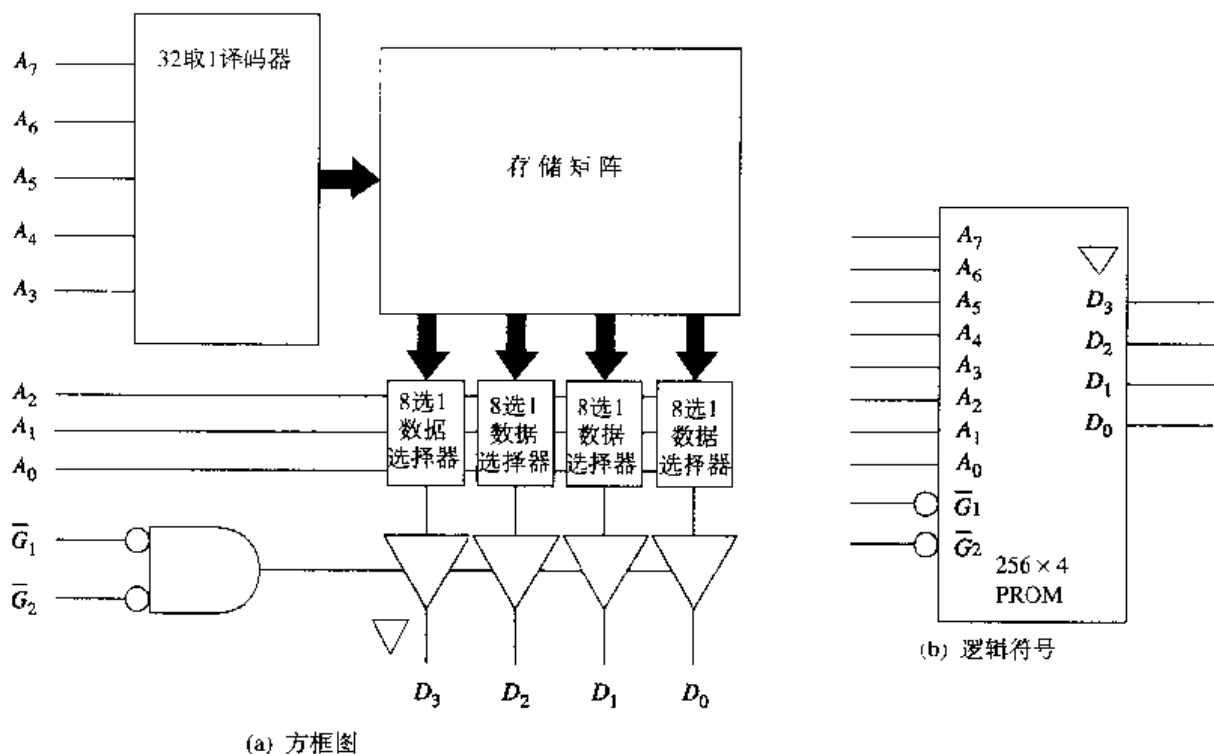 32取1译码器
A7
A6
A5
A4
A3
存储矩阵
A2
A1
A0
8选1
数据
选择器
8选1
数据
选择器
8选1
数据
选择器
8选1
数据
选择器
G̅1
G̅2
D3
D2
D1
D0
(a) 方框图
A7
A6
A5
A4
A3
A2
A1
A0
G̅1
G̅2
D3
D2
D1
D0
256 × 4
PROM
(b) 逻辑符号